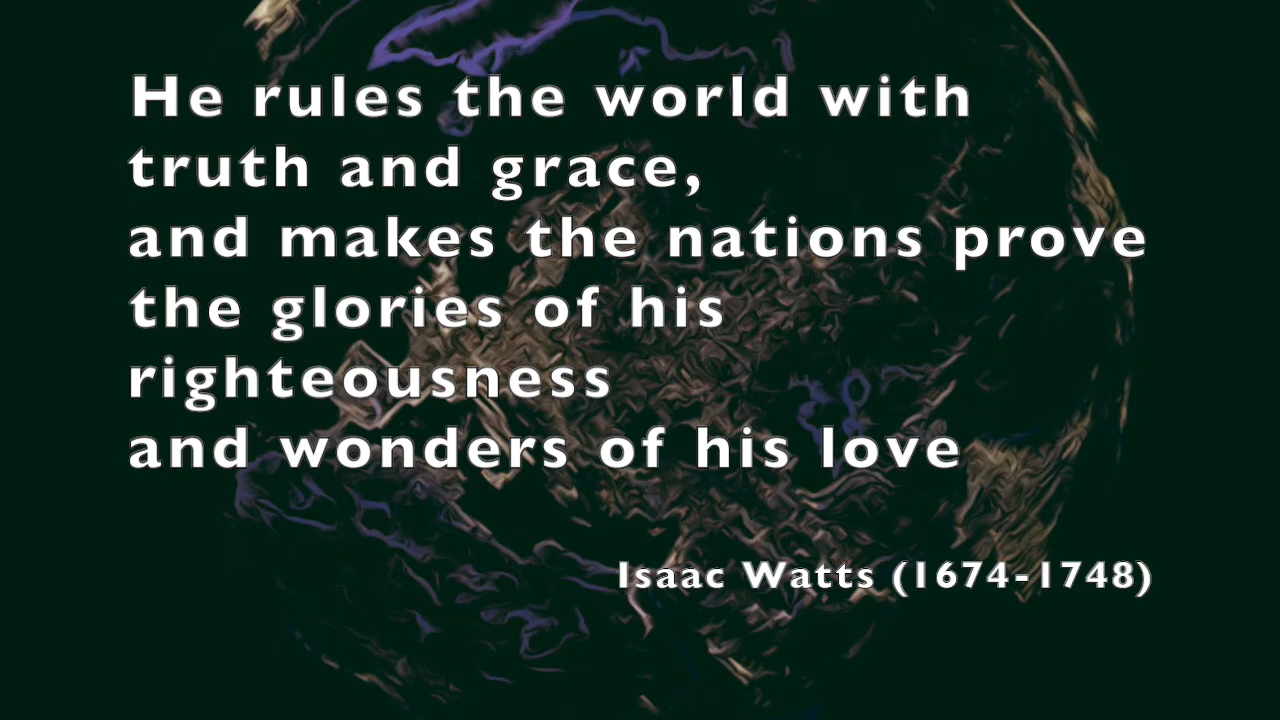 He rules the world with
truth and grace,
and makes the nations prove
the glories of his
righteousness
and wonders of his love
Isaac Watts (1674-1748)